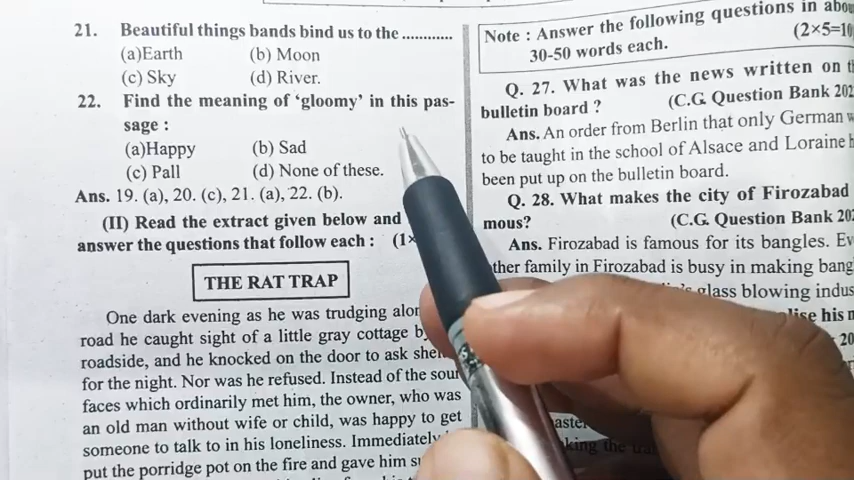 21. Beautiful things bands bind us to the ............
(a)Earth (b) Moon
(c) Sky (d) River.
22. Find the meaning of 'gloomy' in this pas-
sage :
(a)Happy (b) Sad
(c) Pall (d) None of these.
Ans. 19. (a), 20. (c), 21. (a), 22. (b).
(II) Read the extract given below and
answer the questions that follow each : (1×
THE RAT TRAP
One dark evening as he was trudging
road he caught sight of a little gray cottage
roadside, and he knocked on the door to ask
for the night. Nor was he refused. Instead of the
faces which ordinarily met him, the owner, who was
an old man without wife or child, was happy to get
someone to talk to in his loneliness. Immediately
put the porridge pot on the fire and gave him
Note : Answer the following questions in
30-50 words each. (2×5=10
Q. 27. What was the news written on
bulletin board ? (C.G. Question Bank
Ans. An order from Berlin that only German
to be taught in the school of Alsace and Loraine
been put up on the bulletin board.
Q. 28. What makes the city of Firozabad
mous? (C.G. Question Bank
Ans. Firozabad is famous for its bangles.
family in Firozabad is busy in making
glass blowing
his